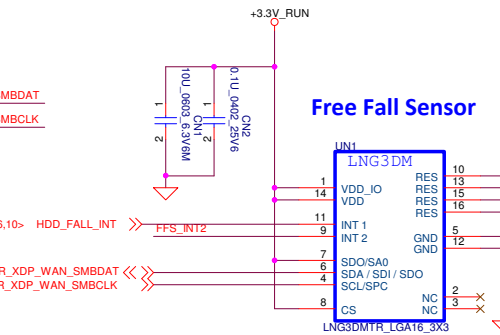 +3.3V_RUN
SMBDAT
SMBCLK
1
2
10U_0603_6.3V6M
CN1
1
2
0.1U_0402_25V6
CN2
Free Fall Sensor
UN1
LNG3DM
1 VDD_IO
14 VDD
RES 10
RES 13
RES 15
RES 16
6,10> HDD_FALL_INT 11 INT 1
FFS_INT2 9 INT 2
GND 5
GND 12
7 SDO/SA0
R_XDP_WAN_SMBDAT 6 SDA / SDI / SDO
R_XDP_WAN_SMBCLK 4 SCL/SPC
8 CS
NC 2
NC 3
LNG3DMTR_LGA16_3X3